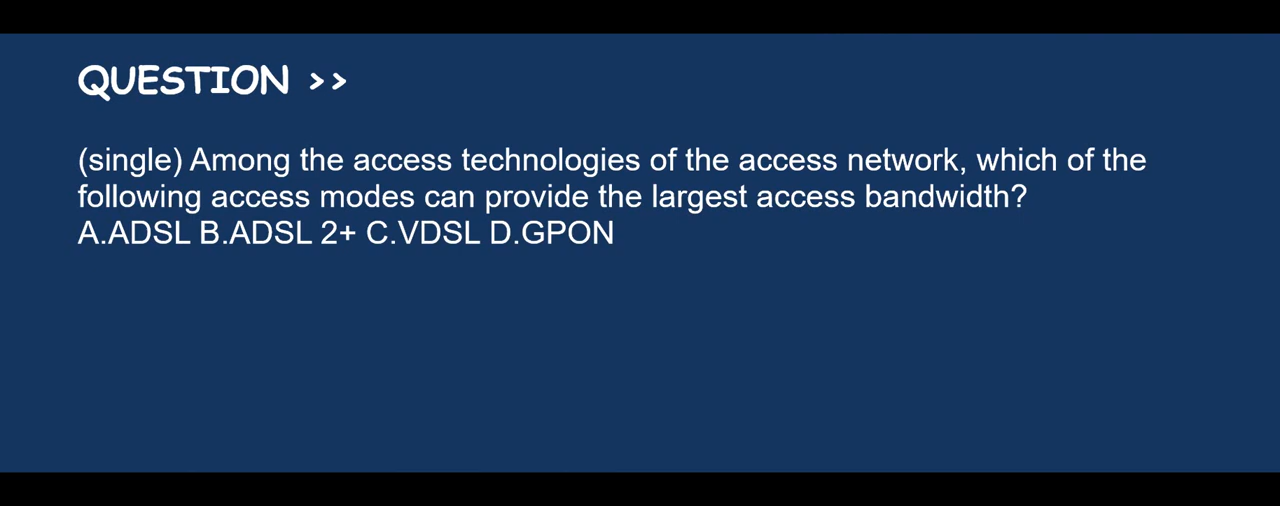 QUESTION >>
(single) Among the access technologies of the access network, which of the
following access modes can provide the largest access bandwidth?
A.ADSL B.ADSL 2+ C.VDSL D.GPON